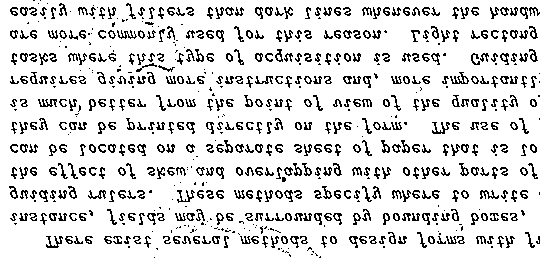 There exist several methods to design forms with fi
instance, fields may be surrounded by bounding boxes,
guiding rulers. These methods specify where to write
the effect of skew and overlapping with other parts of
can be located on a separate sheet of paper that is lo
they can be printed directly on the form. The use of
is much better from the point of view of the quality o
requires giving more instructions and, more importantl
tasks where this type of acquisition is used. Guiding
are more commonly used for this reason. Light rectang
easily with filters than dark lines whenever the handw